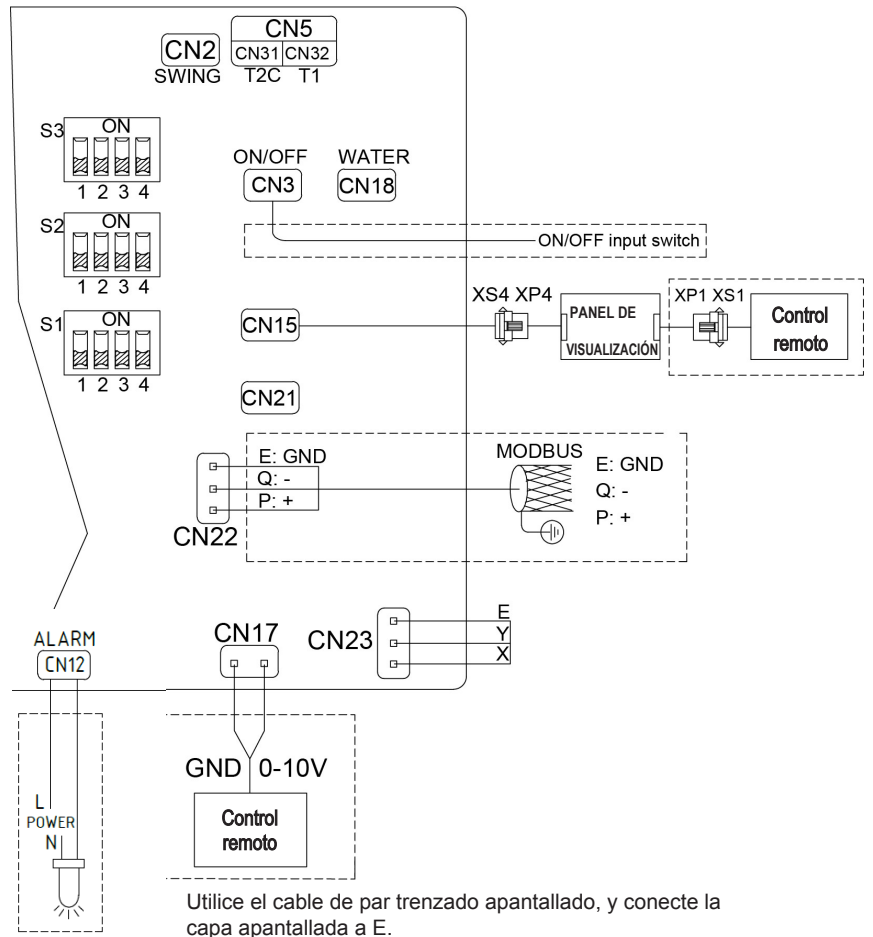 CN5
CN2
CN31 CN32
SWING
T2C T1
S3
ON
1 2 3 4
ON/OFF
WATER
CN3
CN18
S2
ON
1 2 3 4
ON/OFF input switch
S1
ON
1 2 3 4
CN15
XS4 XP4
PANEL DE
VISUALIZACIÓN
XP1 XS1
Control
remoto
CN21
CN22
E: GND
Q: -
P: +
MODBUS
E: GND
Q: -
P: +
ALARM
CN12
CN17
CN23
E
Y
X
L
POWER
N
GND 0-10V
Control
remoto
Utilice el cable de par trenzado apantallado, y conecte la
capa apantallada a E.